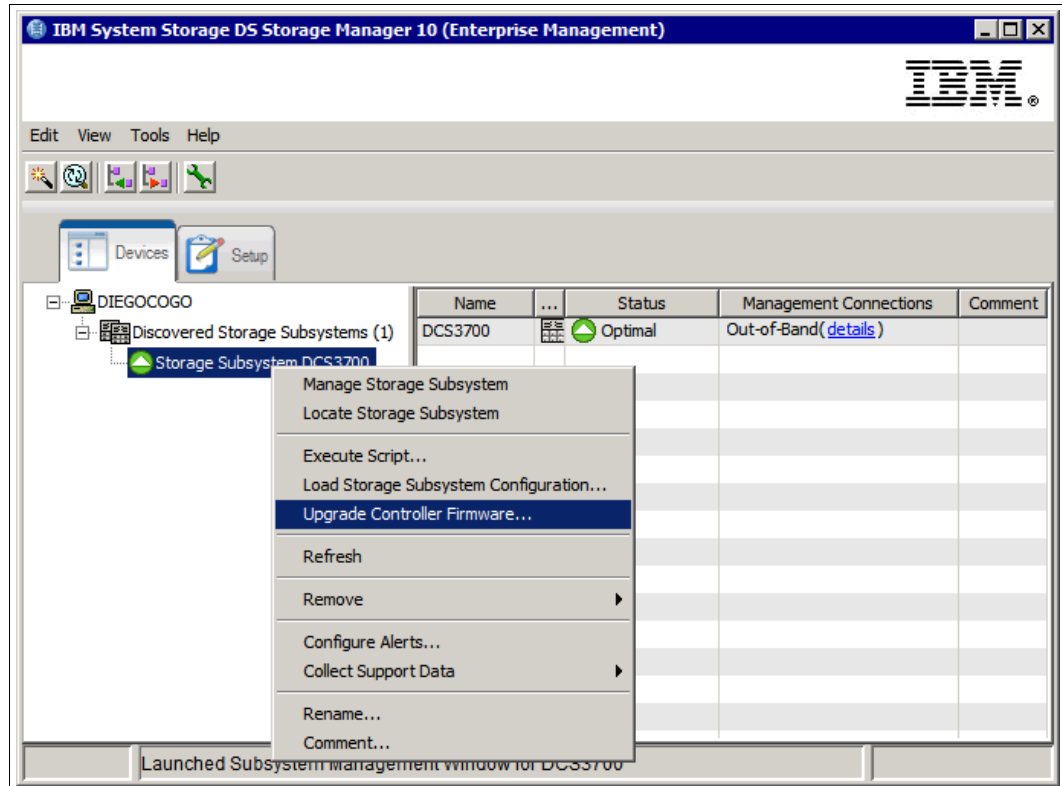 IBM System Storage DS Storage Manager 10 (Enterprise Management)
IBM®
Edit View Tools Help
Devices Setup
DIEGOCOGO
Discovered Storage Subsystems (1)
Storage Subsystem DCS3700
Name ... Status Management Connections Comment
DCS3700 Optimal Out-of-Band(details)
Manage Storage Subsystem
Locate Storage Subsystem
Execute Script...
Load Storage Subsystem Configuration...
Upgrade Controller Firmware...
Refresh
Remove
Configure Alerts...
Collect Support Data
Rename...
Comment...
Launched Subsystem Management Window for DCS3700